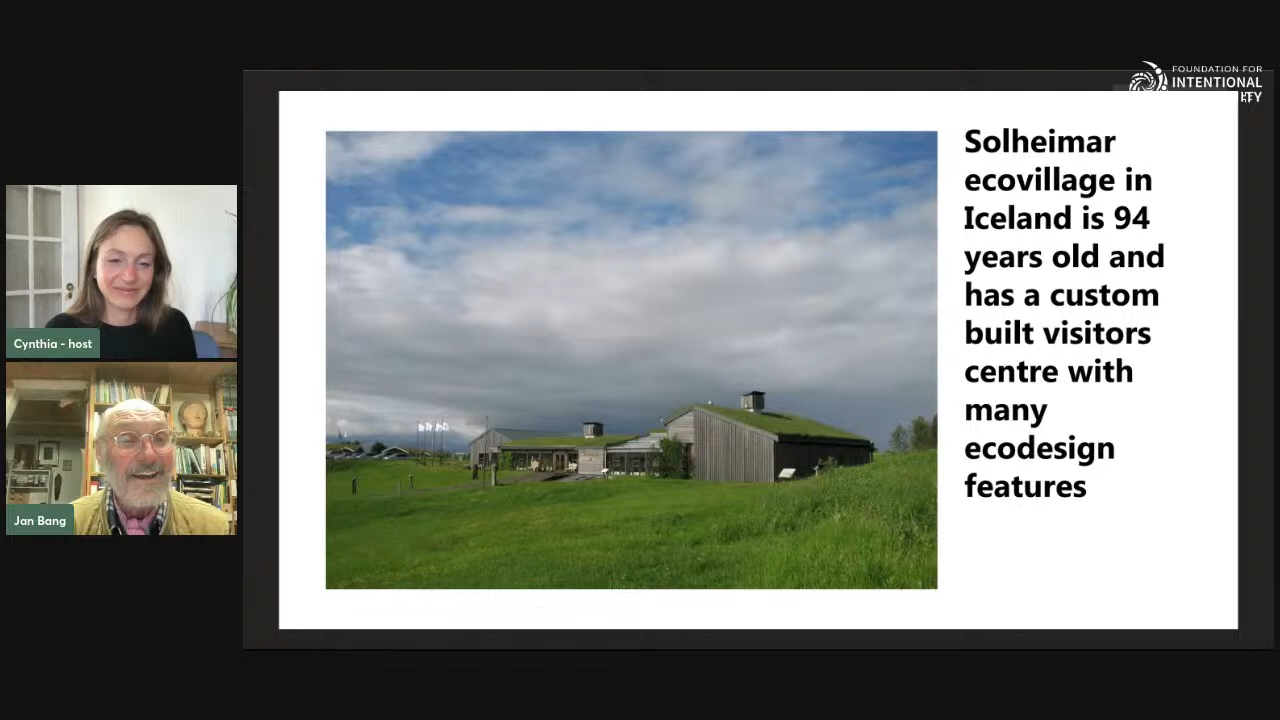 FOUNDATION FOR
INTENTIONAL
Solheimar
ecovillage in
Iceland is 94
years old and
has a custom
built visitors
centre with
many
ecodesign
features
Cynthia - host
Jan Bang